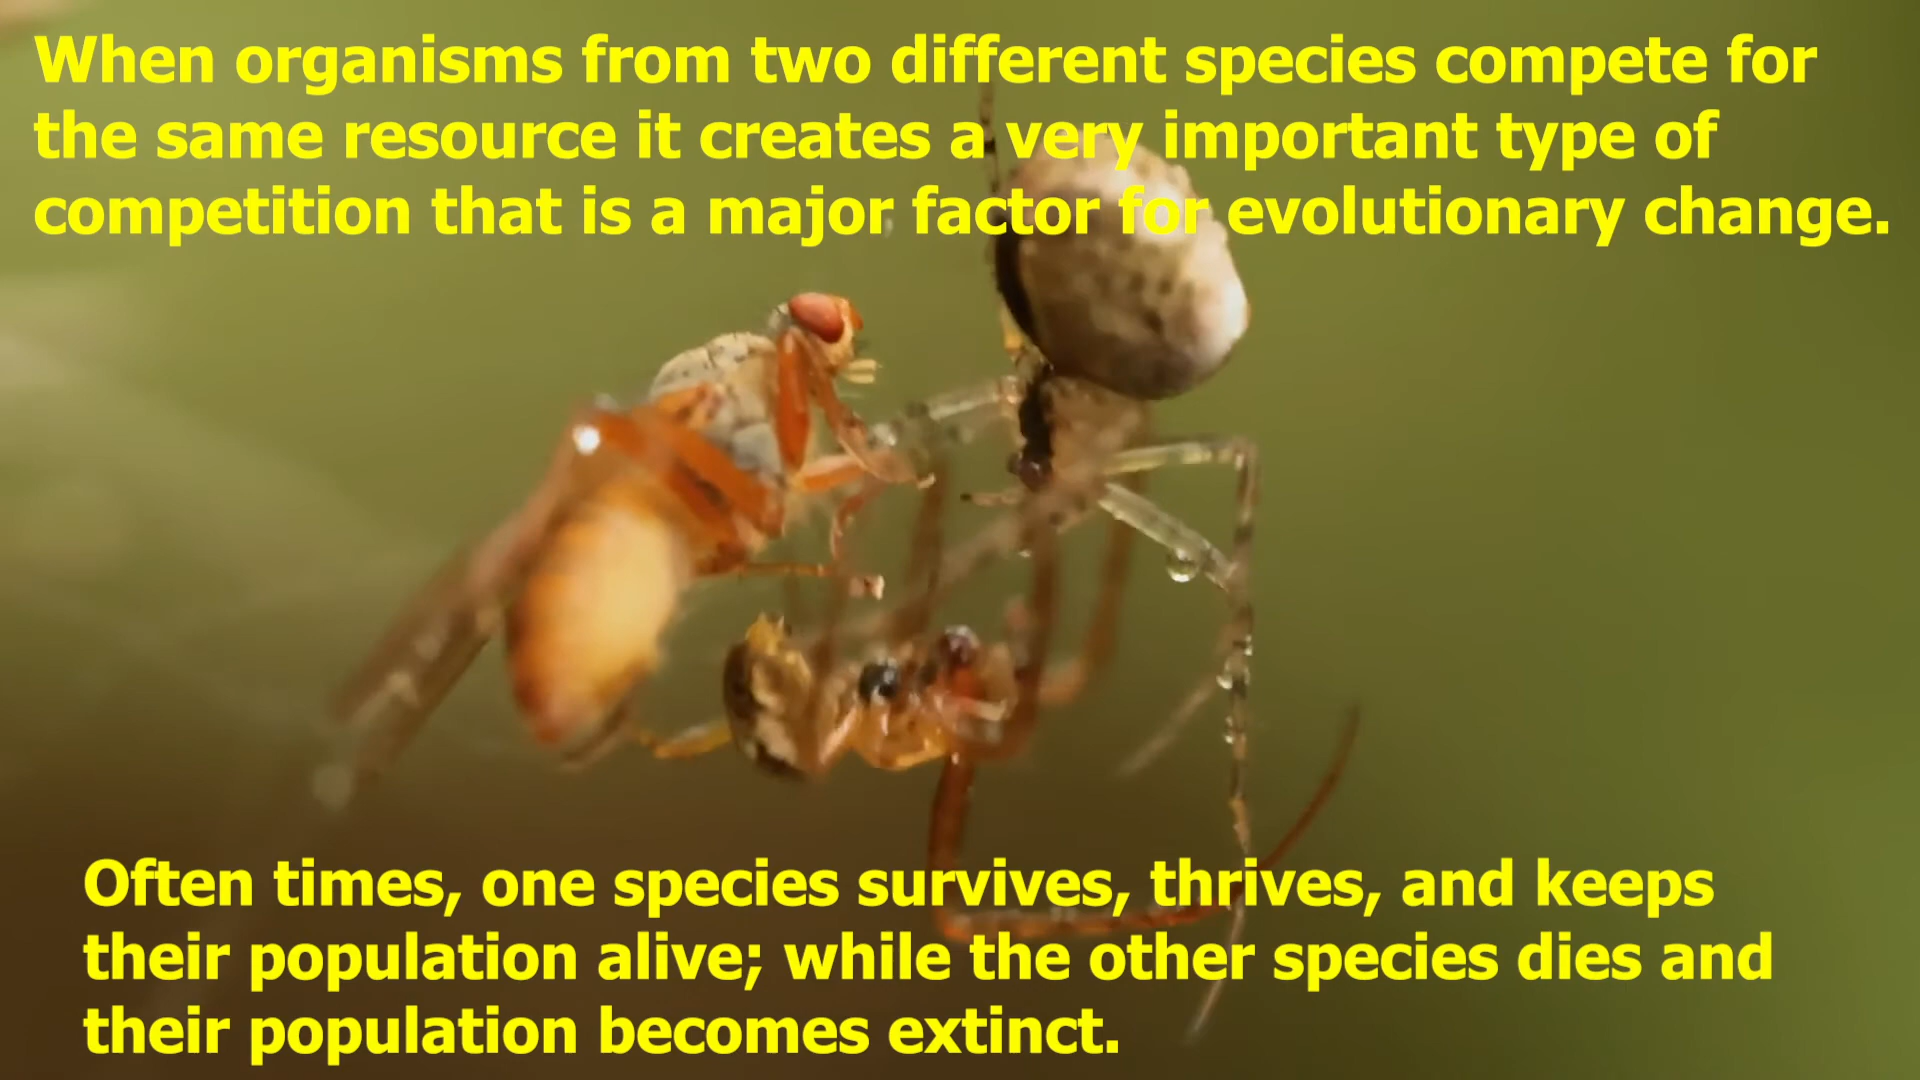 When organisms from two different species compete for
the same resource it creates a very important type of
competition that is a major factor for evolutionary change.
Often times, one species survives, thrives, and keeps
their population alive; while the other species dies and
their population becomes extinct.